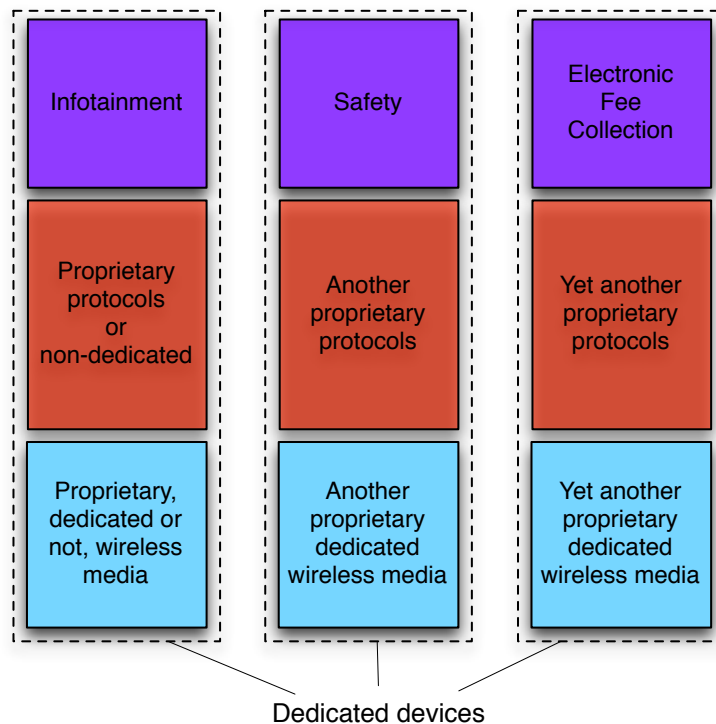 Infotainment
Safety
Electronic
Fee
Collection
Proprietary
protocols
or
non-dedicated
Another
proprietary
protocols
Yet another
proprietary
protocols
Proprietary,
dedicated or
not, wireless
media
Another
proprietary
dedicated
wireless media
Yet another
proprietary
dedicated
wireless media
Dedicated devices